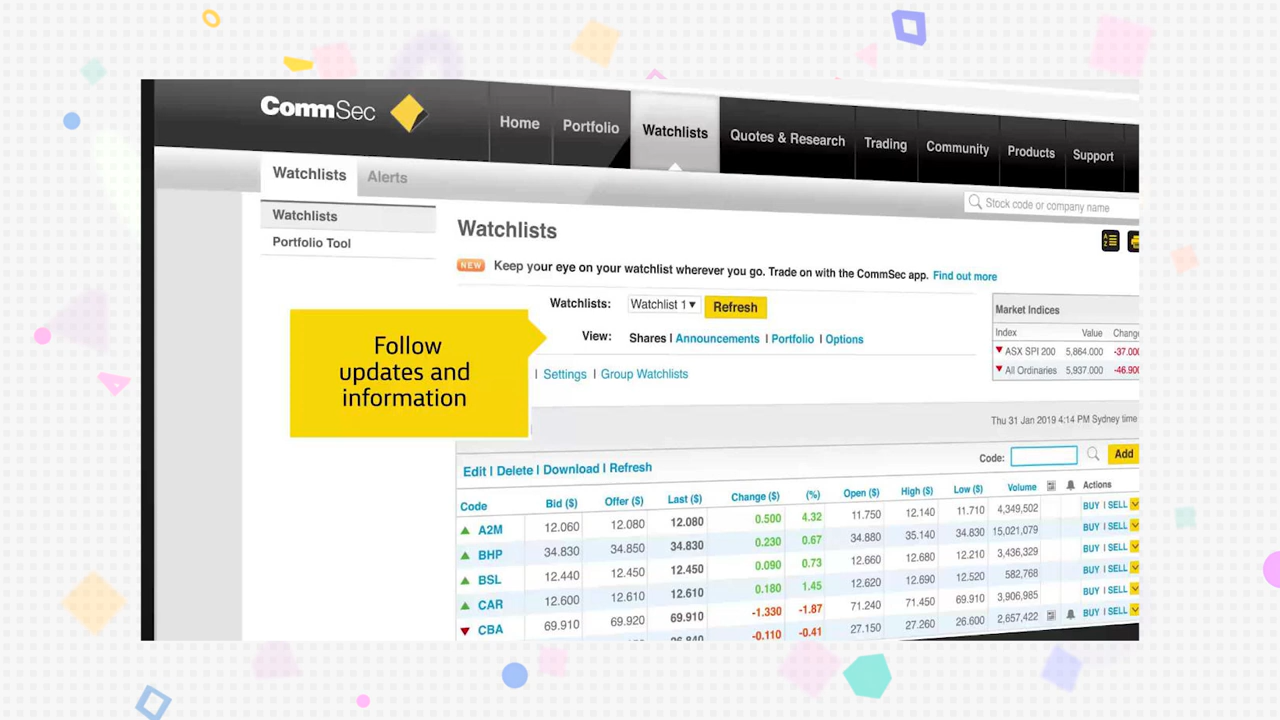 CommSec
Home
Portfolio
Watchlists
Quotes & Research
Trading
Community
Products
Support
Watchlists
Alerts
Stock code or company name
Watchlists
Portfolio Tool
Watchlists
NEW Keep your eye on your watchlist wherever you go. Trade on with the CommSec app. Find out more
Watchlists: Watchlist 1 Refresh
View: Shares | Announcements | Portfolio | Options
| Settings | Group Watchlists
Follow
updates and
information
Market Indices
Index Value
ASX SPI 200 5,864.000 -37.000
All Ordinaries 5,937.000 -46.900
Thu 31 Jan 2019 4:14 PM Sydney time
Edit | Delete | Download | Refresh
Code: Add
Code Bid ($) Offer ($) Last ($) Change ($) (%) Open ($) High ($) Low ($) Volume Actions
A2M 12.060 12.080 12.080 0.500 4.32 11.750 12.140 11.710 4,349,502 BUY | SELL
BHP 34.830 34.850 34.830 0.230 0.67 34.880 35.140 34.830 15,021,079 BUY | SELL
BSL 12.440 12.450 12.450 0.090 0.73 12.660 12.680 12.210 3,436,329 BUY | SELL
CAR 12.600 12.610 12.610 0.180 1.45 12.620 12.690 12.520 582,768 BUY | SELL
CBA 69.910 69.920 69.910 -1.330 -1.87 71.240 71.450 69.910 3,906,985 BUY | SELL
-0.110 -0.41 27.150 27.260 26.600 2,657,422 BUY | SELL